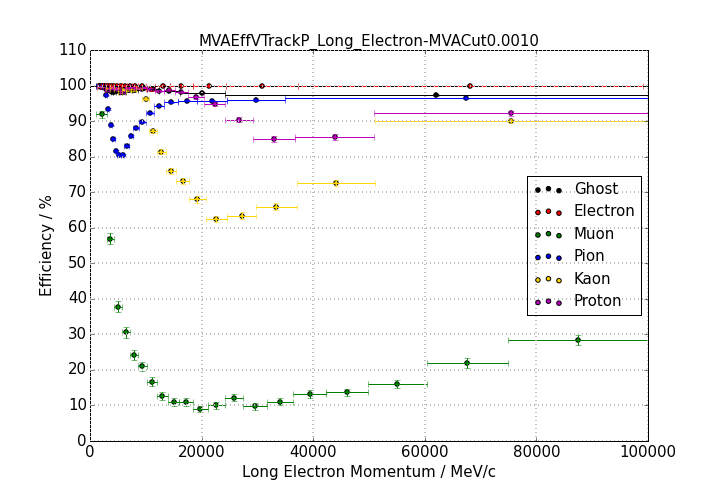 MVAEffVTrackP_Long_Electron-MVACut0.0010
110
100
90
80
70
60
50
40
30
20
10
0
Efficiency / %
Ghost
Electron
Muon
Pion
Kaon
Proton
0 20000 40000 60000 80000 100000
Long Electron Momentum / MeV/c